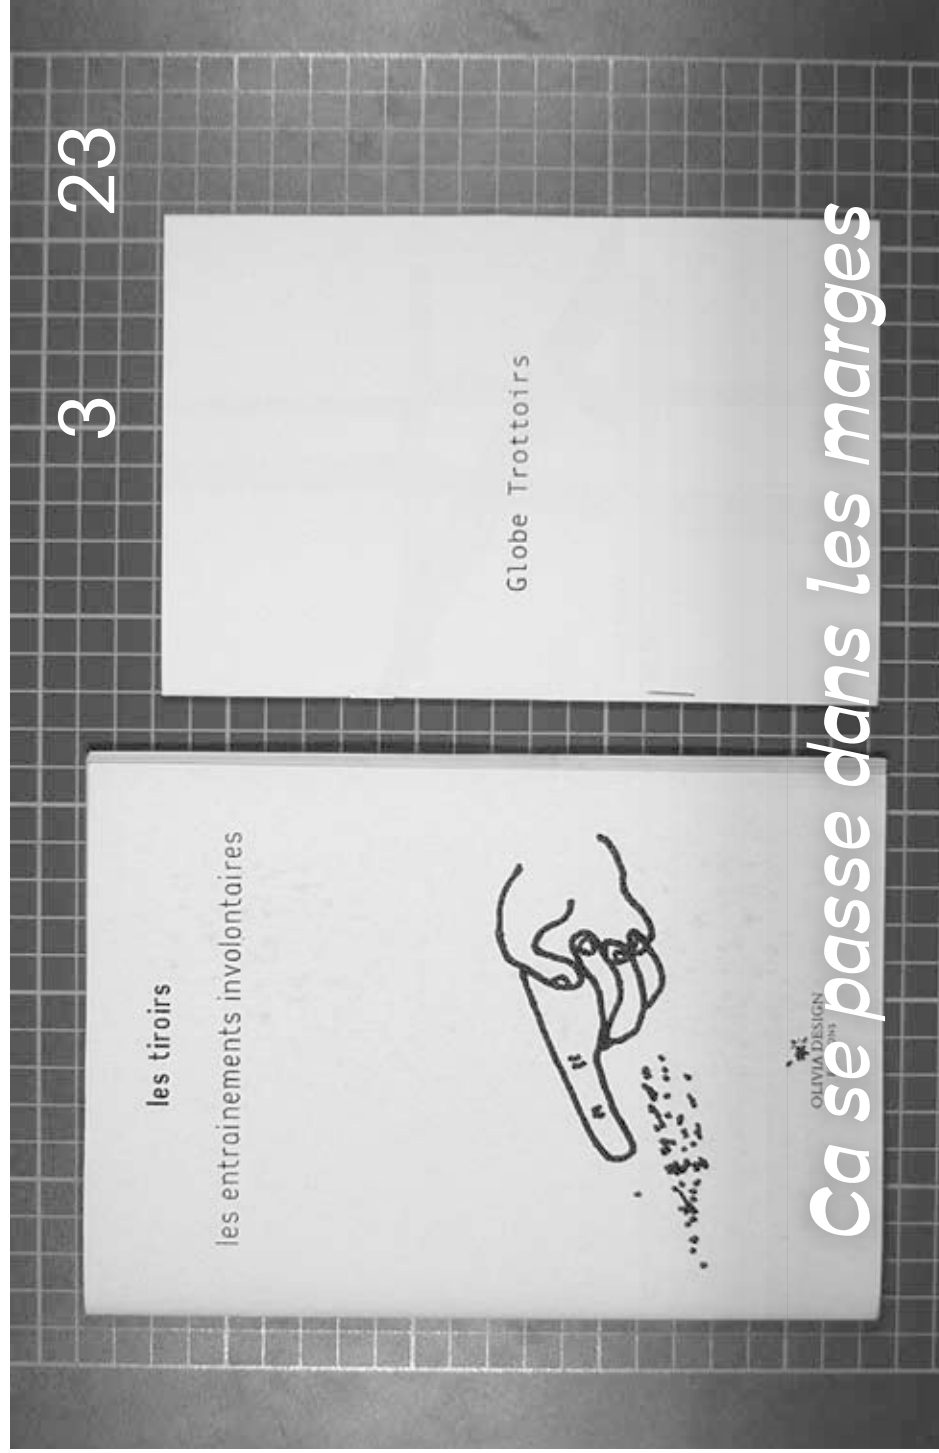 3 23
les tiroirs
les entrainements involontaires
OLIVIA DESIGN
Globe Trottoirs
Ca se passe dans les marges